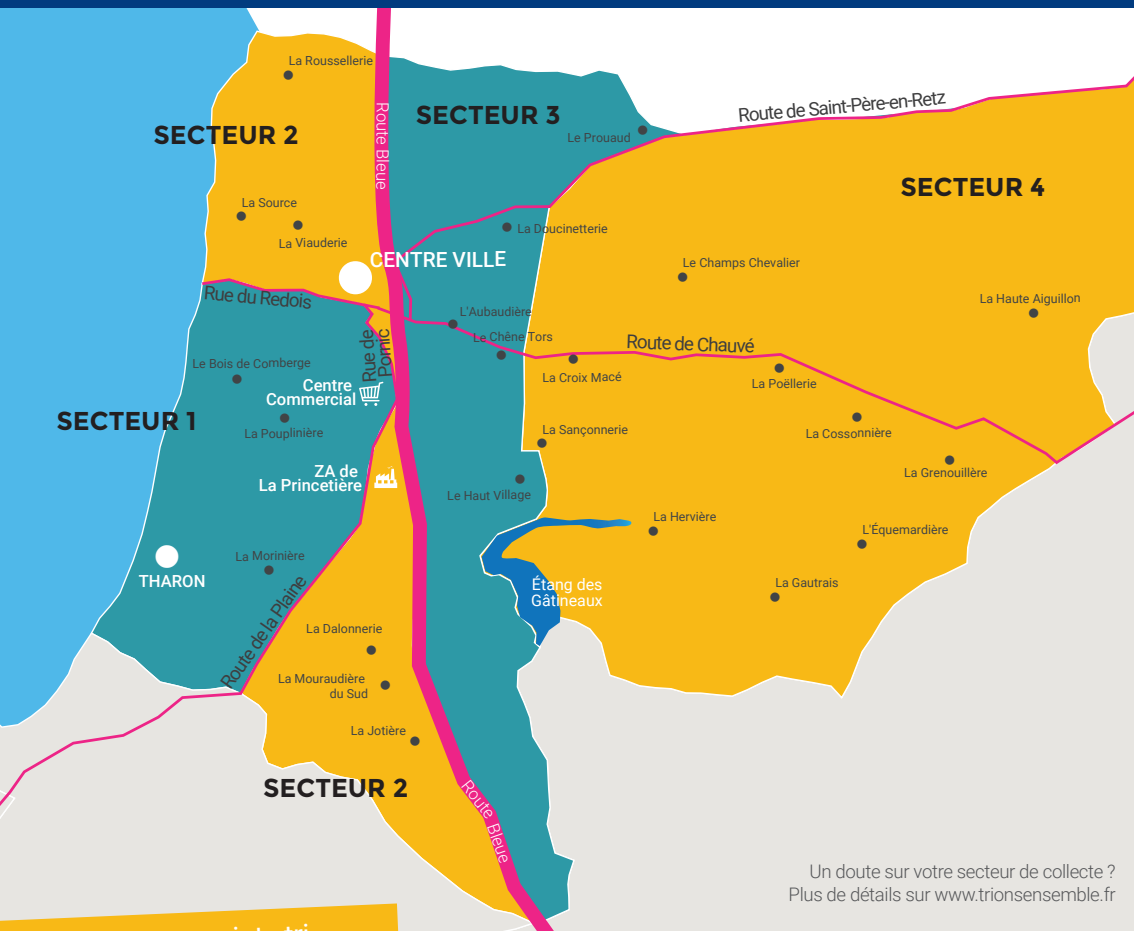 La Roussellerie
Route Bleue
SECTEUR 3
Route de Saint-Père-en-Retz
SECTEUR 2
Le Prouaud
SECTEUR 4
La Source
La Viauderie
La Doucinetterie
CENTRE VILLE
Le Champs Chevalier
Rue du Redois
La Haute Aiguillon
L'Aubaudière
Le Chêne Tors
Rue de
Pornic
Route de Chauvé
Le Bois de Comberge
La Croix Macé
Centre
Commercial
La Poëllerie
SECTEUR 1
La Pouplinière
La Sançonnerie
La Cossonnière
ZA de
La Princetière
La Grenouillère
Le Haut Village
La Hervière
L'Équemardière
La Morinière
THARON
Étang des
Gâtineaux
La Gautrais
Route de la Plaine
La Dalonnerie
La Mouraudière
du Sud
La Jotière
SECTEUR 2
Route Bleue
Un doute sur votre secteur de collecte ?
Plus de détails sur www.trionsensemble.fr